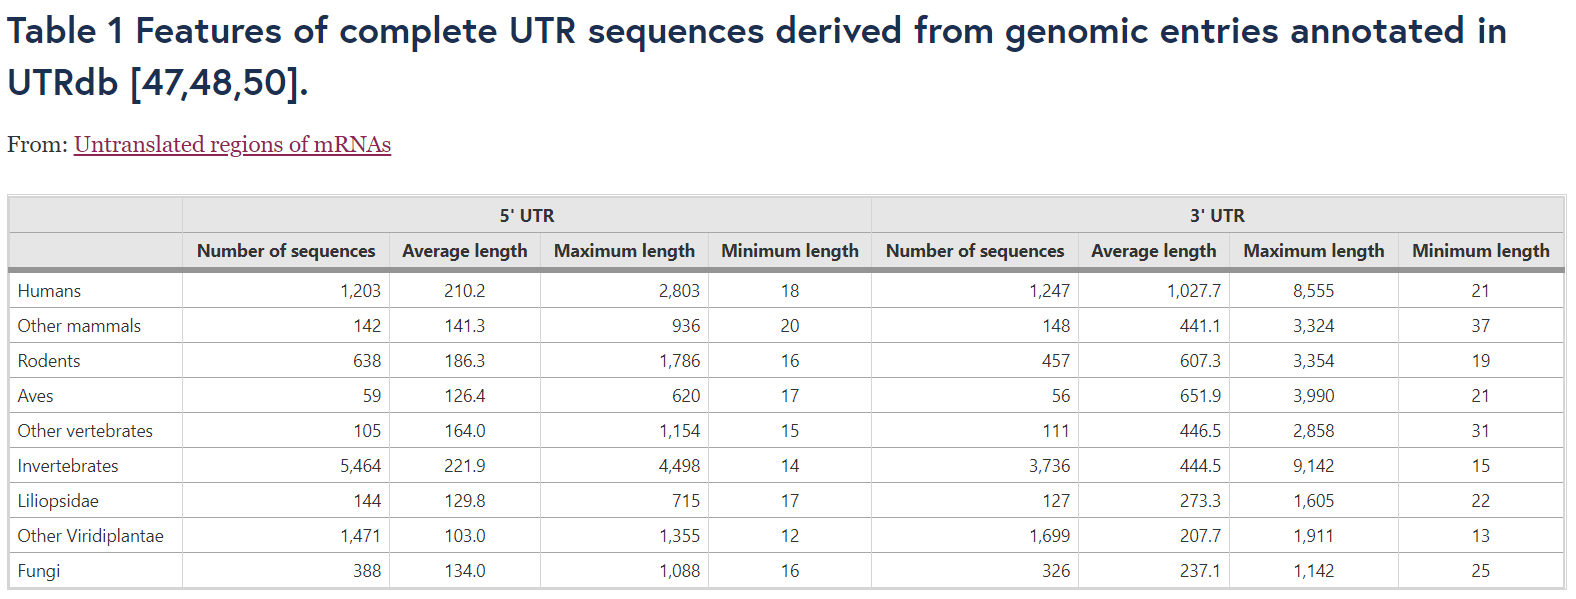 Table 1 Features of complete UTR sequences derived from genomic entries annotated in
UTRdb [47,48,50].
From: Untranslated regions of mRNAs
5' UTR 3' UTR
Number of sequences Average length Maximum length Minimum length Number of sequences Average length Maximum length Minimum length
Humans 1,203 210.2 2,803 18 1,247 1,027.7 8,555 21
Other mammals 142 141.3 936 20 148 441.1 3,324 37
Rodents 638 186.3 1,786 16 457 607.3 3,354 19
Aves 59 126.4 620 17 56 651.9 3,990 21
Other vertebrates 105 164.0 1,154 15 111 446.5 2,858 31
Invertebrates 5,464 221.9 4,498 14 3,736 444.5 9,142 15
Liliopsidae 144 129.8 715 17 127 273.3 1,605 22
Other Viridiplantae 1,471 103.0 1,355 12 1,699 207.7 1,911 13
Fungi 388 134.0 1,088 16 326 237.1 1,142 25